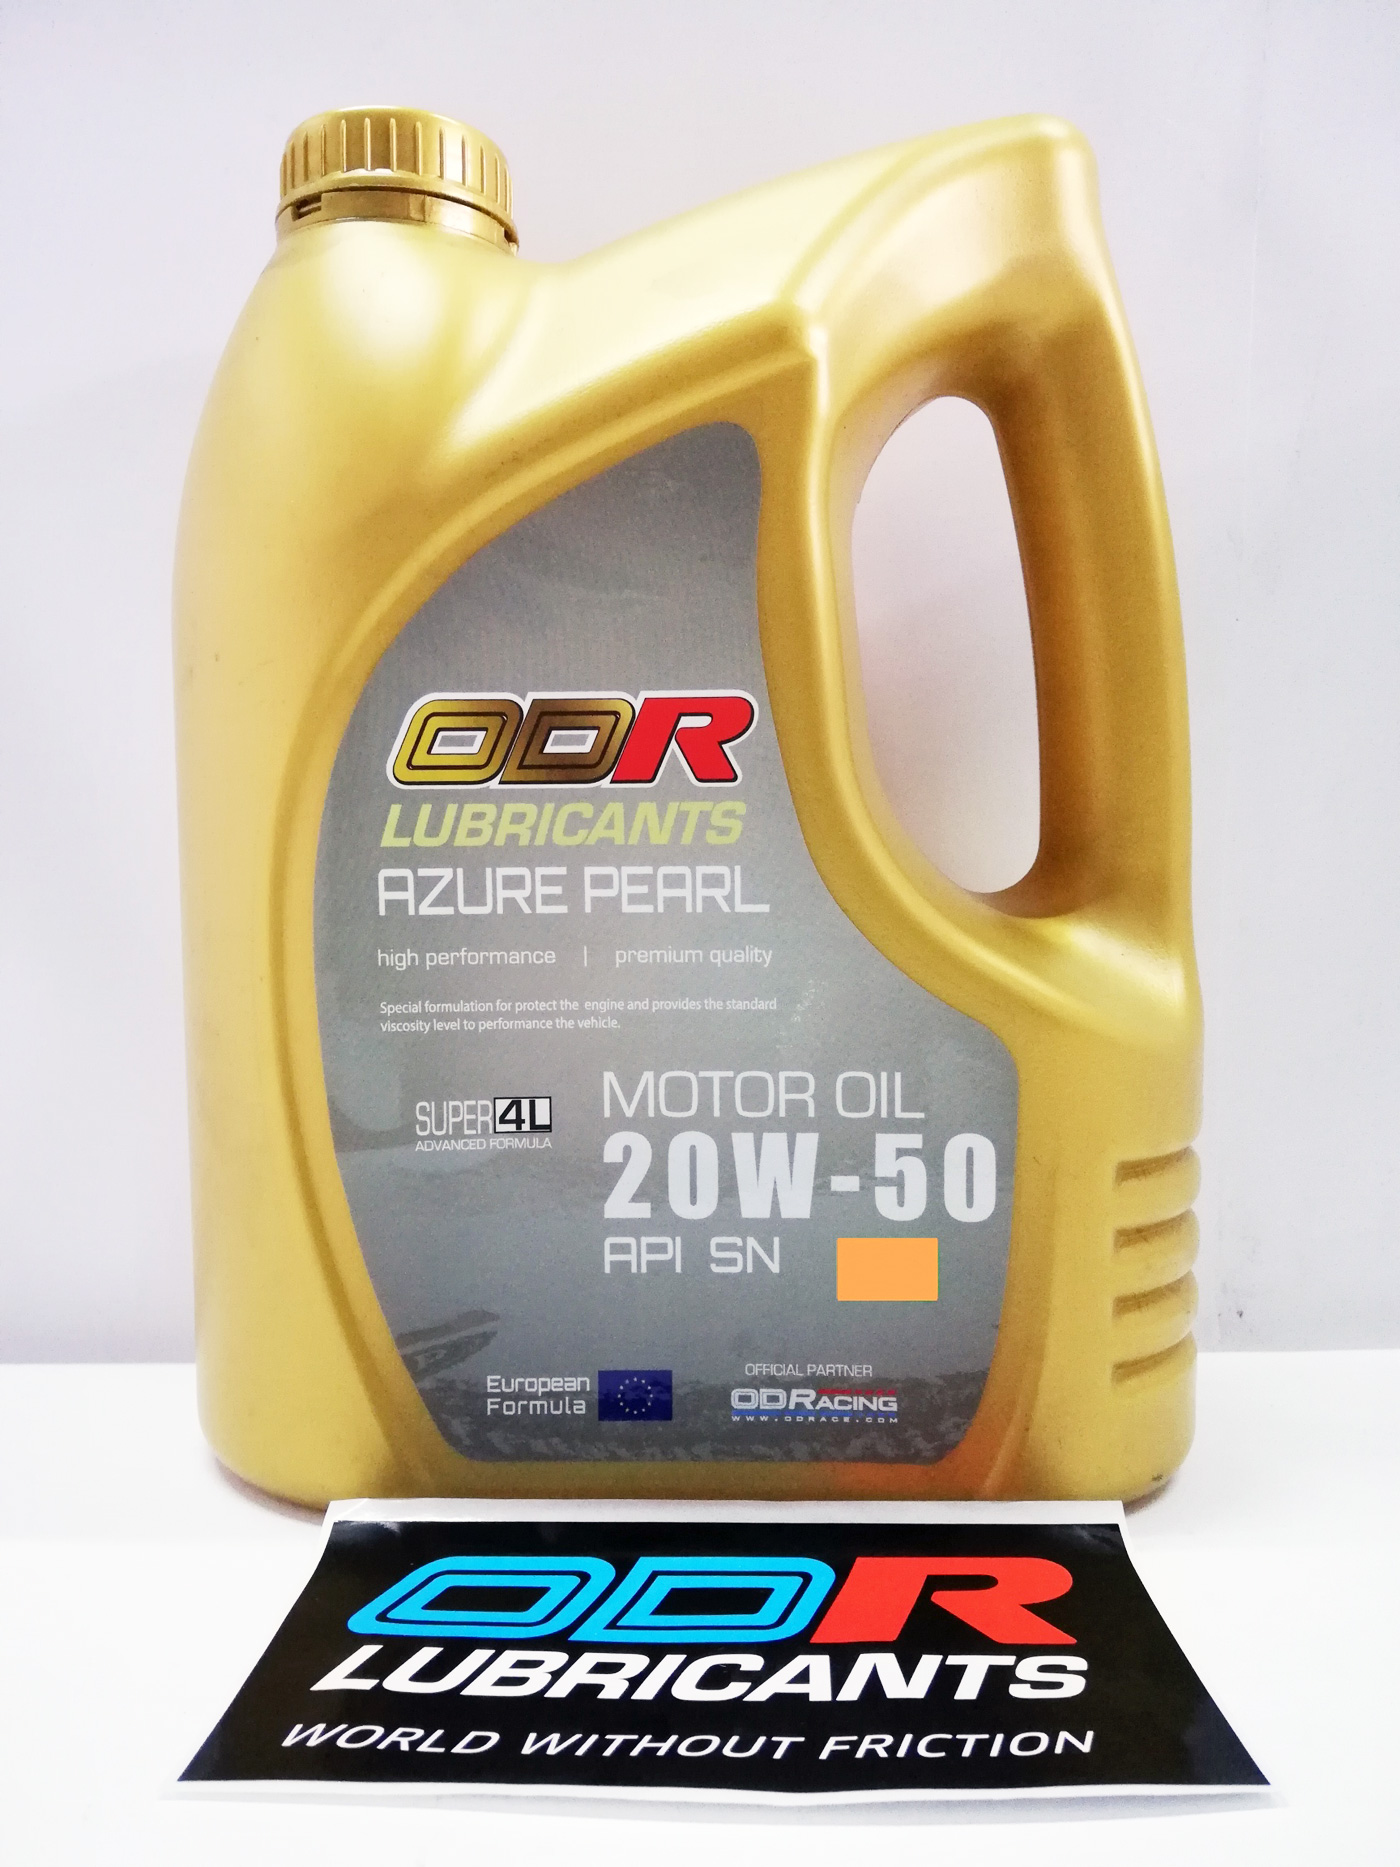 ODR
LUBRICANTS
AZURE PEARL
high performance | premium quality
Special formulation for protect the engine and provides the standard
viscosity level to performance the vehicle.
SUPER 4L
ADVANCED FORMULA
MOTOR OIL
20W-50
API SN
European
Formula
OFFICIAL PARTNER
ODRACING
WWW.ODRACE.COM
ODR
LUBRICANTS
WORLD WITHOUT FRICTION